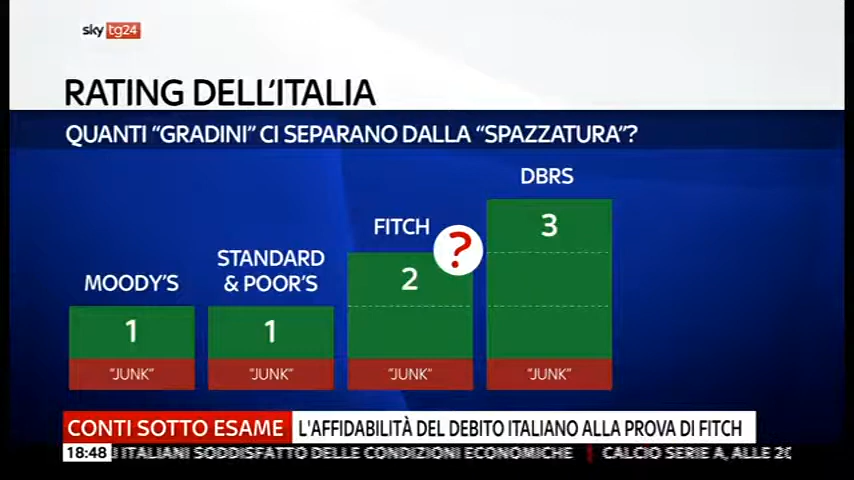 sky tg24
RATING DELL'ITALIA
QUANTI "GRADINI" CI SEPARANO DALLA "SPAZZATURA"?
MOODY'S
1
"JUNK"
STANDARD
& POOR'S
1
"JUNK"
FITCH
?
2
"JUNK"
DBRS
3
"JUNK"
CONTI SOTTO ESAME
L'AFFIDABILITÀ DEL DEBITO ITALIANO ALLA PROVA DI FITCH
18:48
ITALIANI SODDISFATTO DELLE CONDIZIONI ECONOMICHE
CALCIO SERIE A, ALLE